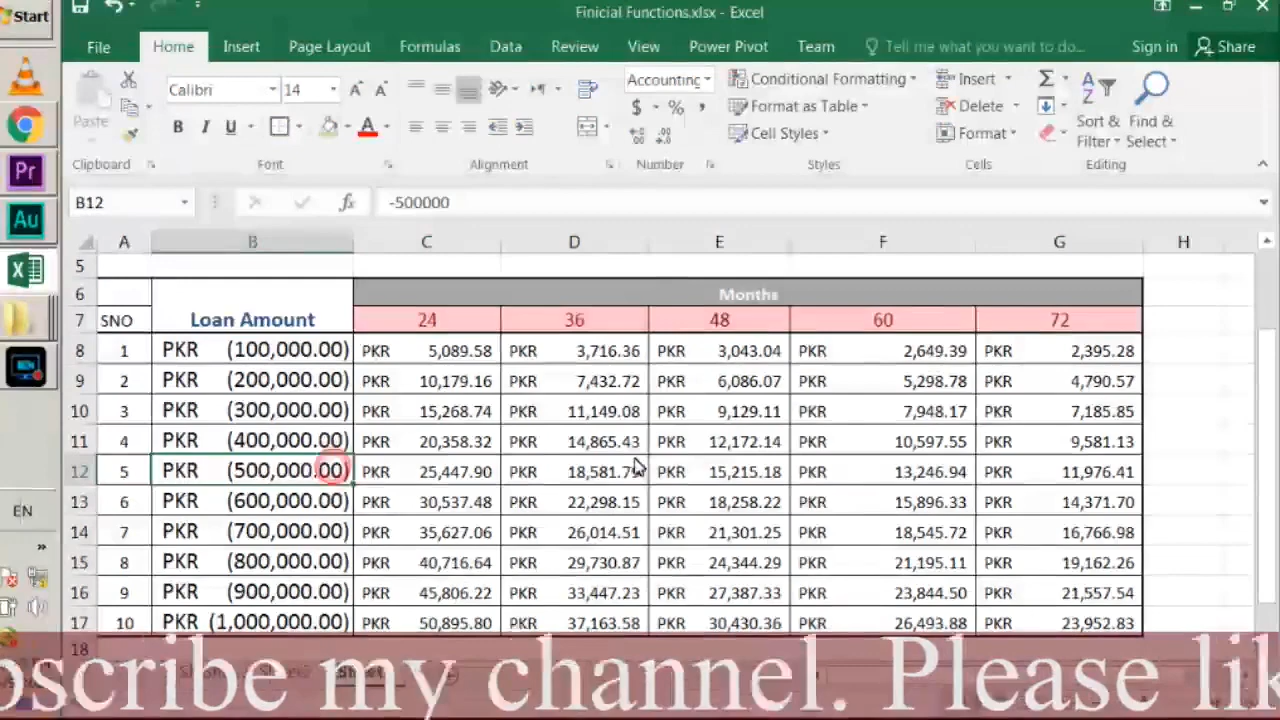 Start
Finicial Functions.xlsx - Excel
File Home Insert Page Layout Formulas Data Review View Power Pivot Team Tell me what you want to do... Sign in Share
Pr
Au
EN
Paste
Calibri 14
B I U A
Accounting
$ % ,
Conditional Formatting
Format as Table
Cell Styles
Insert
Delete
Format
Sort & Filter
Find & Select
Clipboard Font Alignment Number Styles Cells Editing
B12 fx -500000
A B C D E F G H
5
6 Months
7 SNO Loan Amount 24 36 48 60 72
8 1 PKR (100,000.00) PKR 5,089.58 PKR 3,716.36 PKR 3,043.04 PKR 2,649.39 PKR 2,395.28
9 2 PKR (200,000.00) PKR 10,179.16 PKR 7,432.72 PKR 6,086.07 PKR 5,298.78 PKR 4,790.57
10 3 PKR (300,000.00) PKR 15,268.74 PKR 11,149.08 PKR 9,129.11 PKR 7,948.17 PKR 7,185.85
11 4 PKR (400,000.00) PKR 20,358.32 PKR 14,865.43 PKR 12,172.14 PKR 10,597.55 PKR 9,581.13
12 5 PKR (500,000.00) PKR 25,447.90 PKR PKR 15,215.18 PKR 13,246.94 PKR 11,976.41
13 6 PKR (600,000.00) PKR 30,537.48 PKR 22,298.15 PKR 18,258.22 PKR 15,896.33 PKR 14,371.70
14 7 PKR (700,000.00) PKR 35,627.06 PKR 26,014.51 PKR 21,301.25 PKR 18,545.72 PKR 16,766.98
15 8 PKR (800,000.00) PKR 40,716.64 PKR 29,730.87 PKR 24,344.29 PKR 21,195.11 PKR 19,162.26
16 9 PKR (900,000.00) PKR 45,806.22 PKR 33,447.23 PKR 27,387.33 PKR 23,844.50 PKR 21,557.54
17 10 PKR (1,000,000.00) PKR 50,895.80 PKR 37,163.58 PKR 30,430.36 PKR 26,493.88 PKR 23,952.83
18
bscribe my channel. Please lik